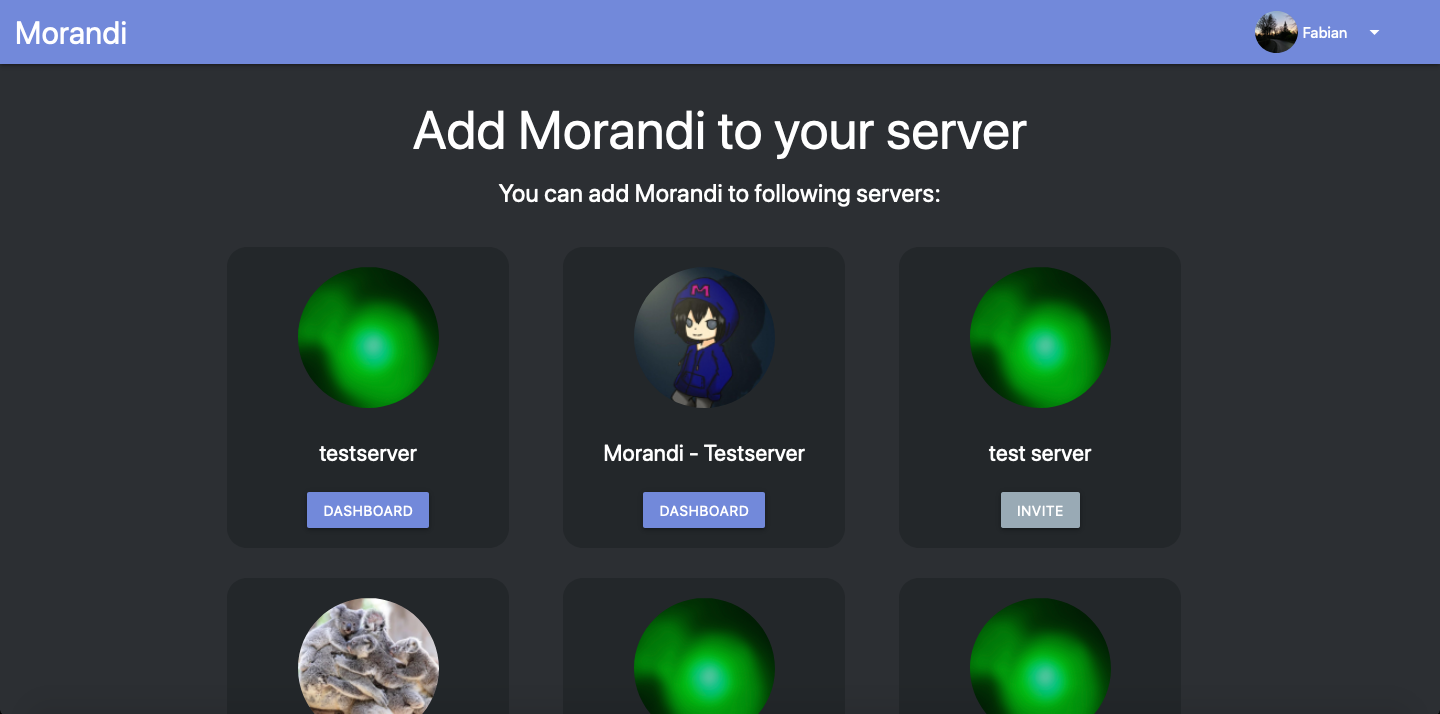 Morandi
Fabian
Add Morandi to your server
You can add Morandi to following servers:
testserver
Morandi - Testserver
test server
DASHBOARD
DASHBOARD
INVITE
M